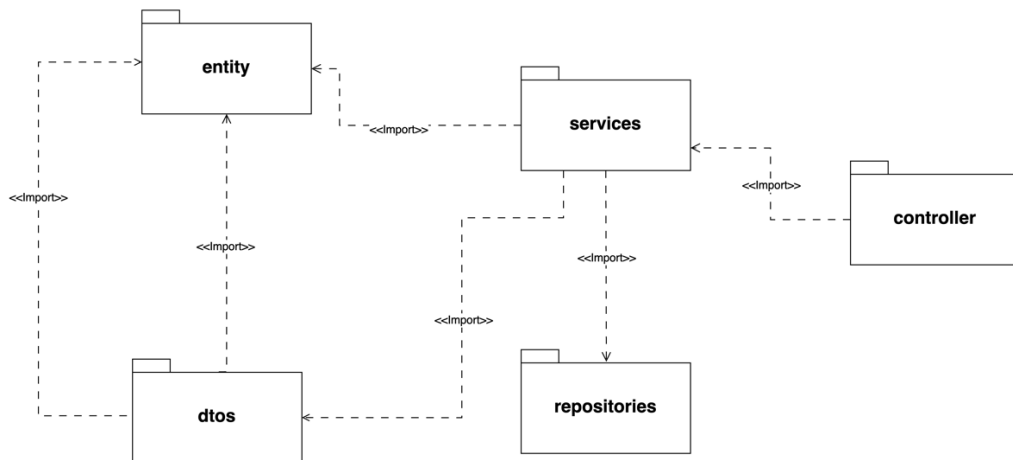 entity
services
<<Import>>
<<Import>>
<<Import>>
controller
<<Import>>
<<Import>>
<<Import>>
dtos
repositories